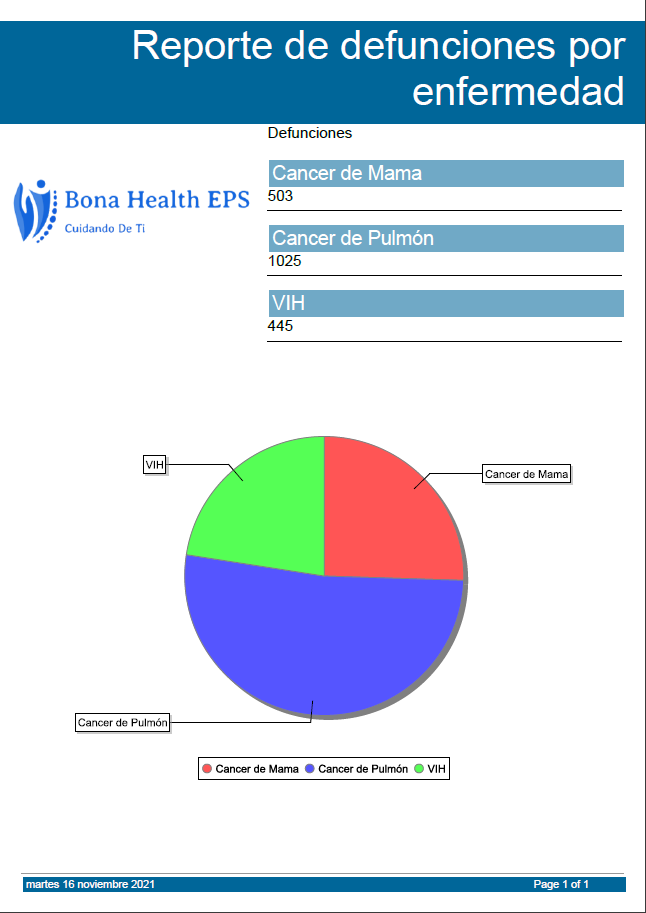 Reporte de defunciones por
enfermedad
Defunciones
Bona Health EPS
Cuidando De Ti
Cancer de Mama
503
Cancer de Pulmón
1025
VIH
445
VIH
Cancer de Mama
Cancer de Pulmón
Cancer de Mama Cancer de Pulmón VIH
martes 16 noviembre 2021 Page 1 of 1